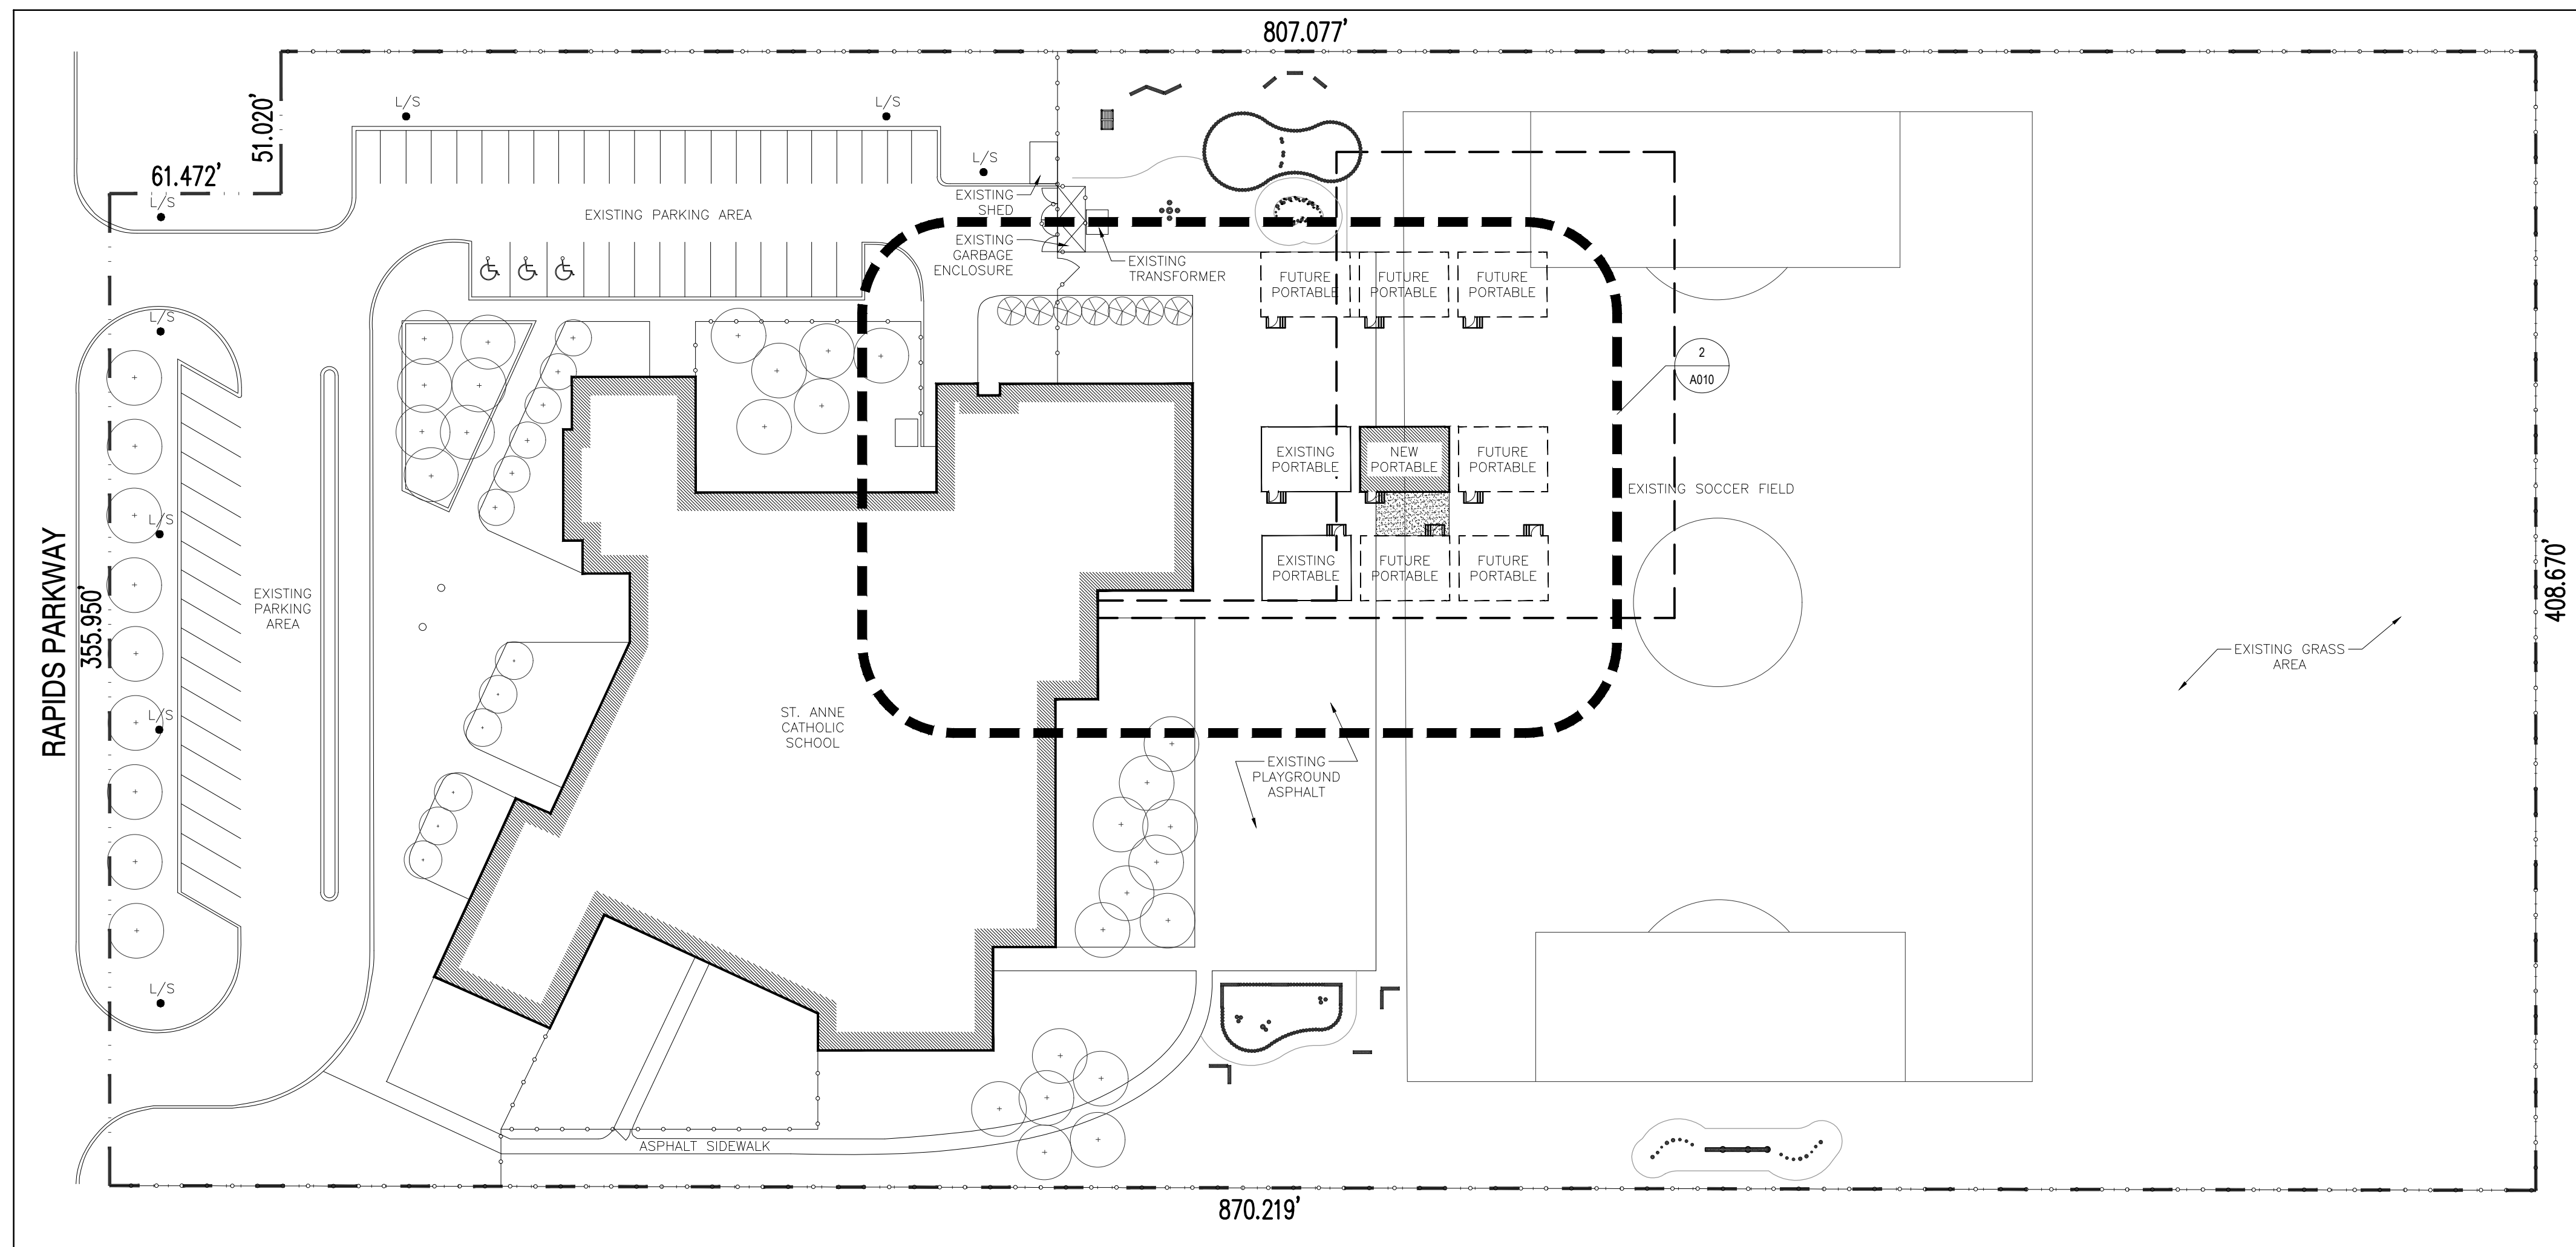 807.077'
51.020'
61.472'
L/S
L/S
L/S
L/S
EXISTING PARKING AREA
EXISTING
SHED
EXISTING
GARBAGE
ENCLOSURE
EXISTING
TRANSFORMER
FUTURE
PORTABLE
FUTURE
PORTABLE
FUTURE
PORTABLE
L/S
2
A010
EXISTING
PORTABLE
NEW
PORTABLE
FUTURE
PORTABLE
EXISTING SOCCER FIELD
L/S
EXISTING
PORTABLE
FUTURE
PORTABLE
FUTURE
PORTABLE
RAPIDS PARKWAY
355.950'
EXISTING
PARKING
AREA
408.670'
EXISTING GRASS
AREA
L/S
ST. ANNE
CATHOLIC
SCHOOL
EXISTING
PLAYGROUND
ASPHALT
L/S
ASPHALT SIDEWALK
870.219'